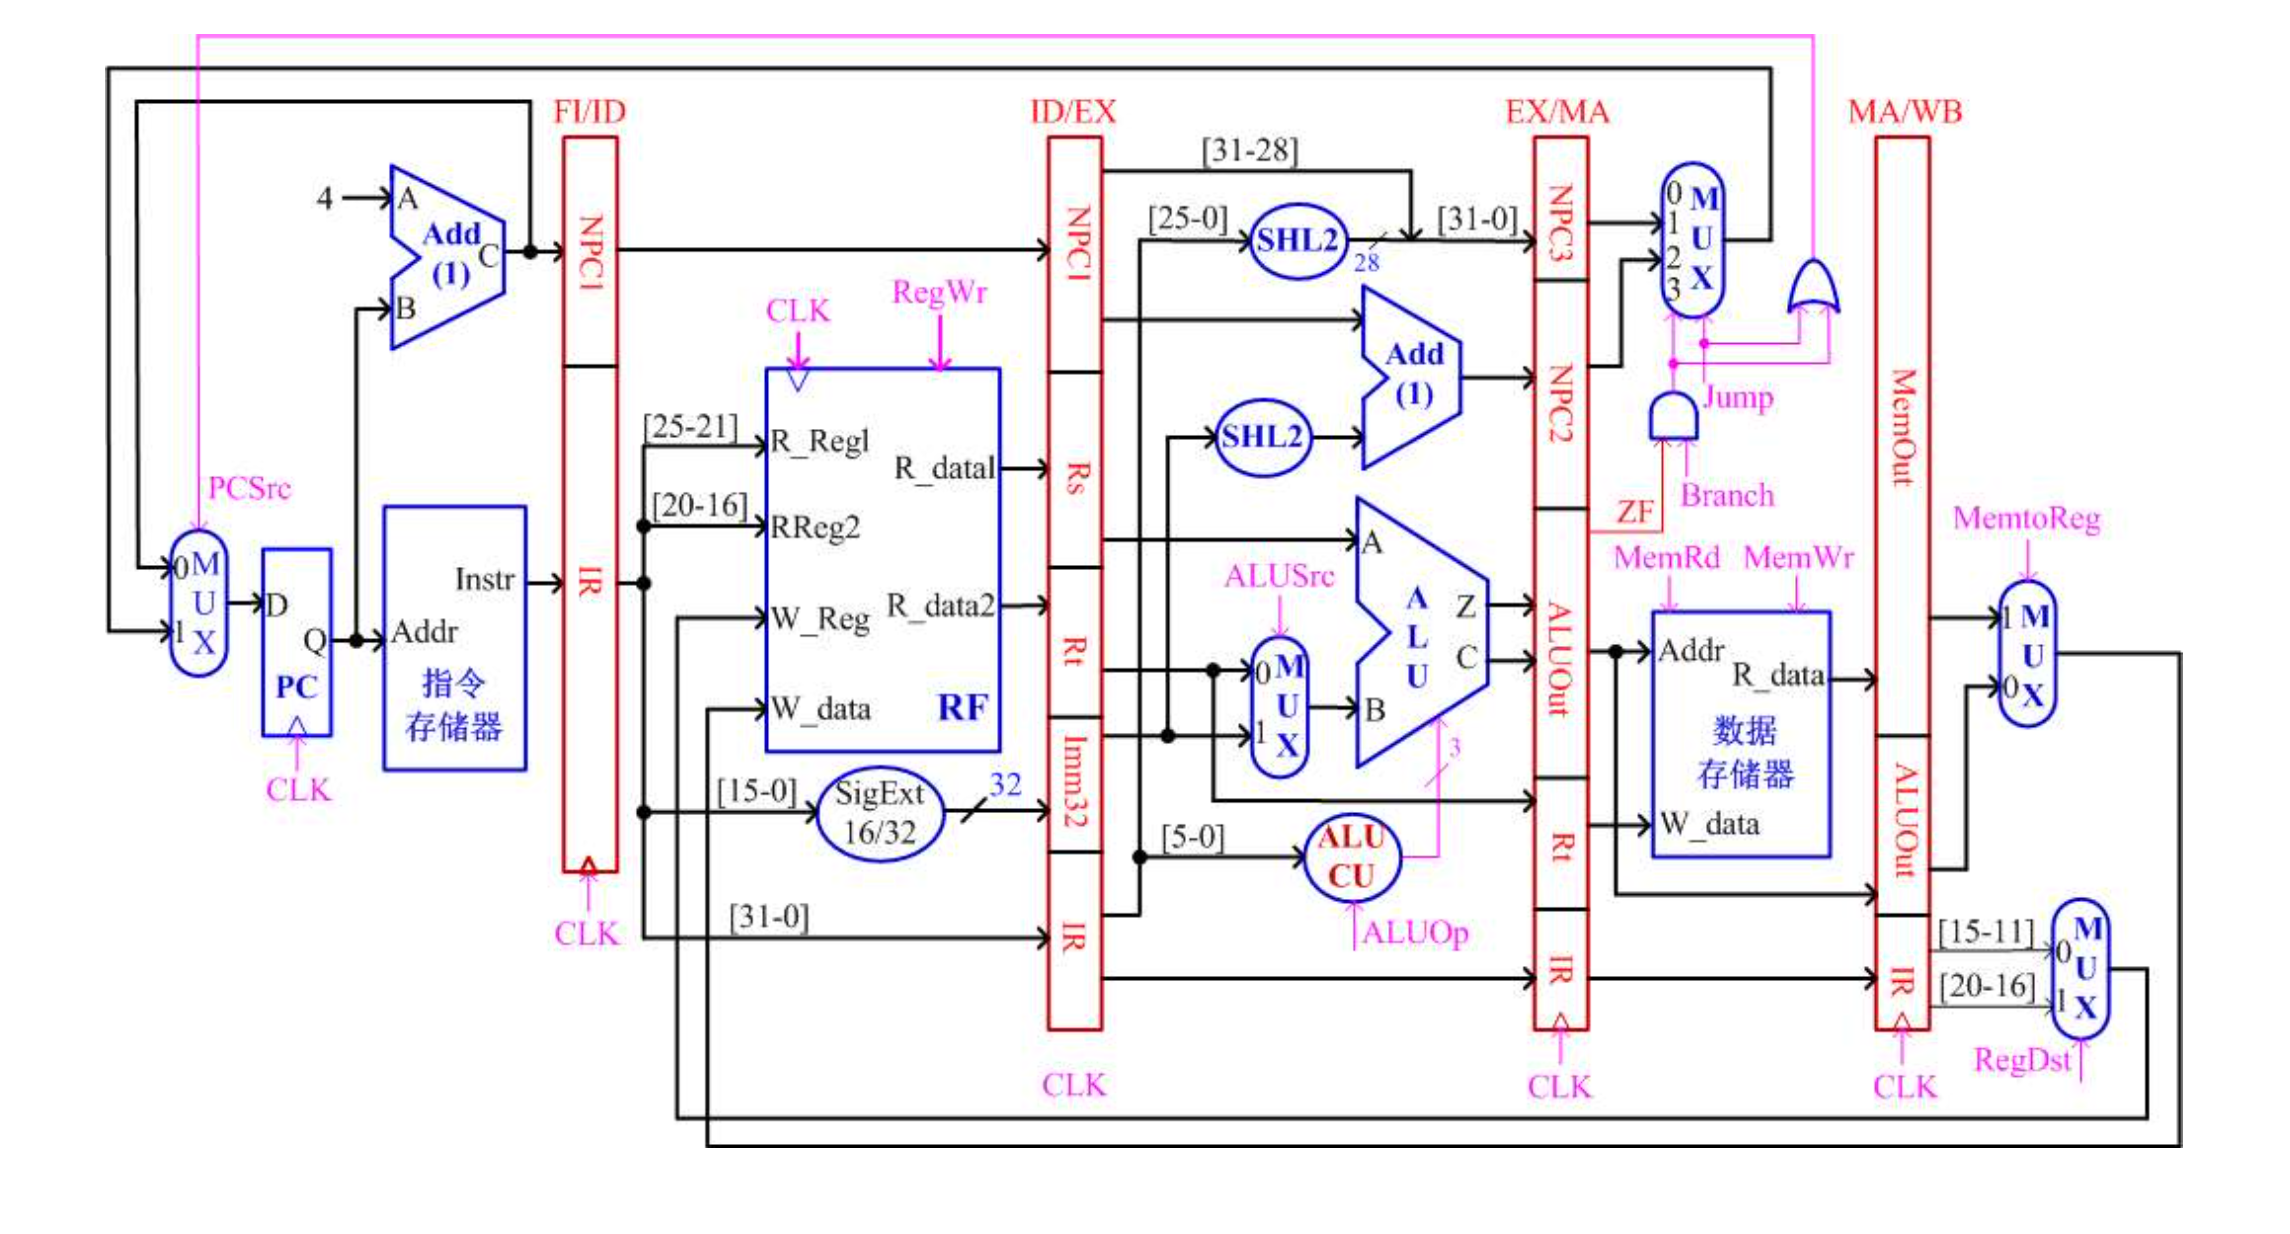 FI/ID
ID/EX
EX/MA
MA/WB
4
A
Add
(1)
C
B
NPC1
IR
CLK
PCSrc
0
1
M
U
X
D
Q
PC
CLK
Addr
Instr
指令
存储器
CLK
RegWr
[25-21]
R_Reg1
[20-16]
RReg2
W_Reg
W_data
R_data1
R_data2
RF
[15-0]
SigExt
16/32
32
[31-0]
NPC1
Rs
Rt
Imm32
IR
CLK
[31-28]
[25-0]
SHL2
28
[31-0]
SHL2
Add
(1)
ALUSrc
0
1
M
U
X
A
B
A
L
U
Z
C
3
[5-0]
ALU
CU
ALUOp
NPC3
NPC2
ALUOut
Rt
IR
CLK
0
1
2
3
M
U
X
Jump
Branch
ZF
MemRd
MemWr
Addr
R_data
数据
存储器
W_data
MemOut
ALUOut
IR
CLK
MemtoReg
1
0
M
U
X
[15-11]
[20-16]
0
1
M
U
X
RegDst